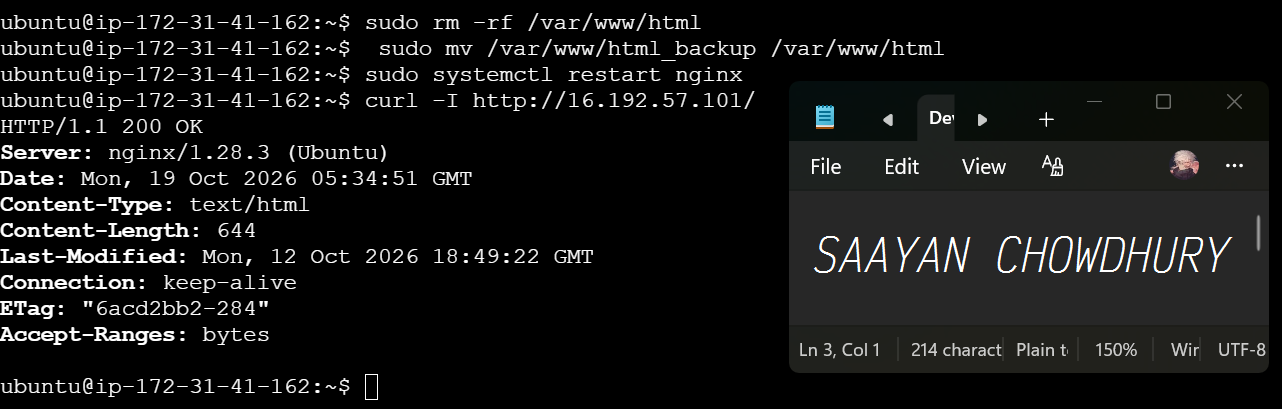 ubuntu@ip-172-31-41-162:~$ sudo rm -rf /var/www/html
ubuntu@ip-172-31-41-162:~$  sudo mv /var/www/html_backup /var/www/html
ubuntu@ip-172-31-41-162:~$ sudo systemctl restart nginx
ubuntu@ip-172-31-41-162:~$ curl -I http://16.192.57.101/
HTTP/1.1 200 OK
Server: nginx/1.28.3 (Ubuntu)
Date: Mon, 19 Oct 2026 05:34:51 GMT
Content-Type: text/html
Content-Length: 644
Last-Modified: Mon, 12 Oct 2026 18:49:22 GMT
Connection: keep-alive
ETag: "6acd2bb2-284"
Accept-Ranges: bytes
ubuntu@ip-172-31-41-162:~$
De
File Edit View
SAAYAN CHOWDHURY
Ln 3, Col 1 214 charact Plain t 150% Wir UTF-8